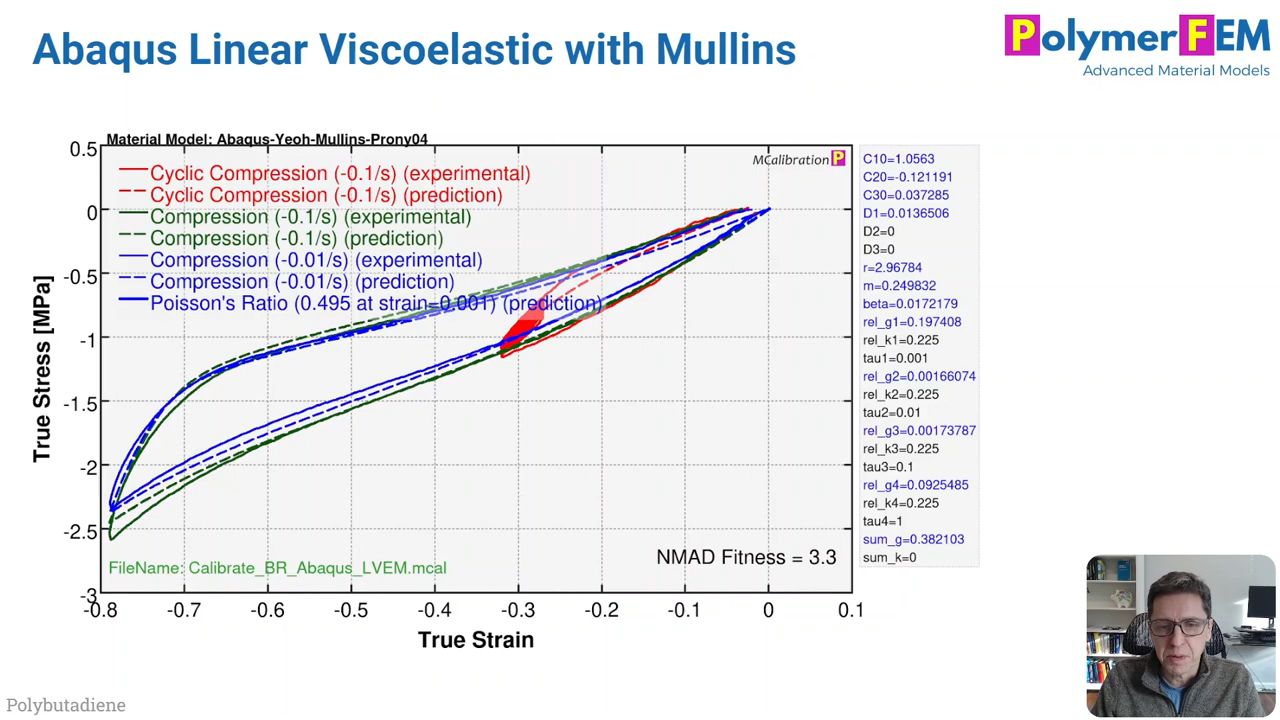 Abaqus Linear Viscoelastic with Mullins
PolymerFEM
Advanced Material Models
Material Model: Abaqus-Yeoh-Mullins-Prony04
MCalibration P
Cyclic Compression (-0.1/s) (experimental)
Cyclic Compression (-0.1/s) (prediction)
Compression (-0.1/s) (experimental)
Compression (-0.1/s) (prediction)
Compression (-0.01/s) (experimental)
Compression (-0.01/s) (prediction)
Poisson's Ratio (0.495 at strain=0.001) (prediction)
0.5
0
-0.5
-1
-1.5
-2
-2.5
-3
True Stress [MPa]
FileName: Calibrate_BR_Abaqus_LVEM.mcal
NMAD Fitness = 3.3
-0.8 -0.7 -0.6 -0.5 -0.4 -0.3 -0.2 -0.1 0 0.1
True Strain
C10=1.0563
C20=-0.121191
C30=0.037285
D1=0.0136506
D2=0
D3=0
r=2.96784
m=0.249832
beta=0.0172179
rel_g1=0.197408
rel_k1=0.225
tau1=0.001
rel_g2=0.00166074
rel_k2=0.225
tau2=0.01
rel_g3=0.00173787
rel_k3=0.225
tau3=0.1
rel_g4=0.0925485
rel_k4=0.225
tau4=1
sum_g=0.382103
sum_k=0
Polybutadiene